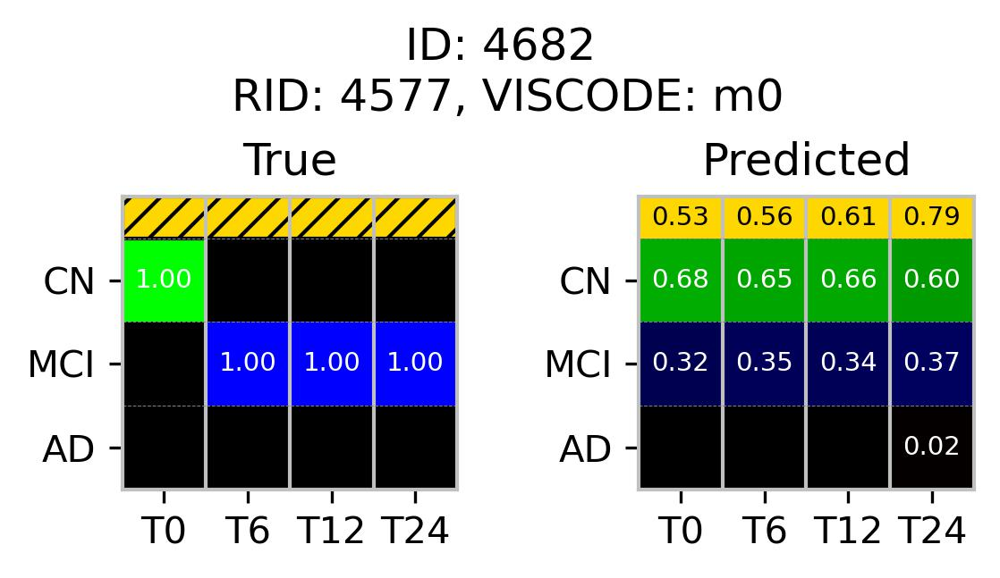 ID: 4682
RID: 4577, VISCODE: m0
True
Predicted
0.53 0.56 0.61 0.79
CN 1.00
CN 0.68 0.65 0.66 0.60
MCI 1.00 1.00 1.00
MCI 0.32 0.35 0.34 0.37
AD
AD 0.02
T0 T6 T12 T24
T0 T6 T12 T24